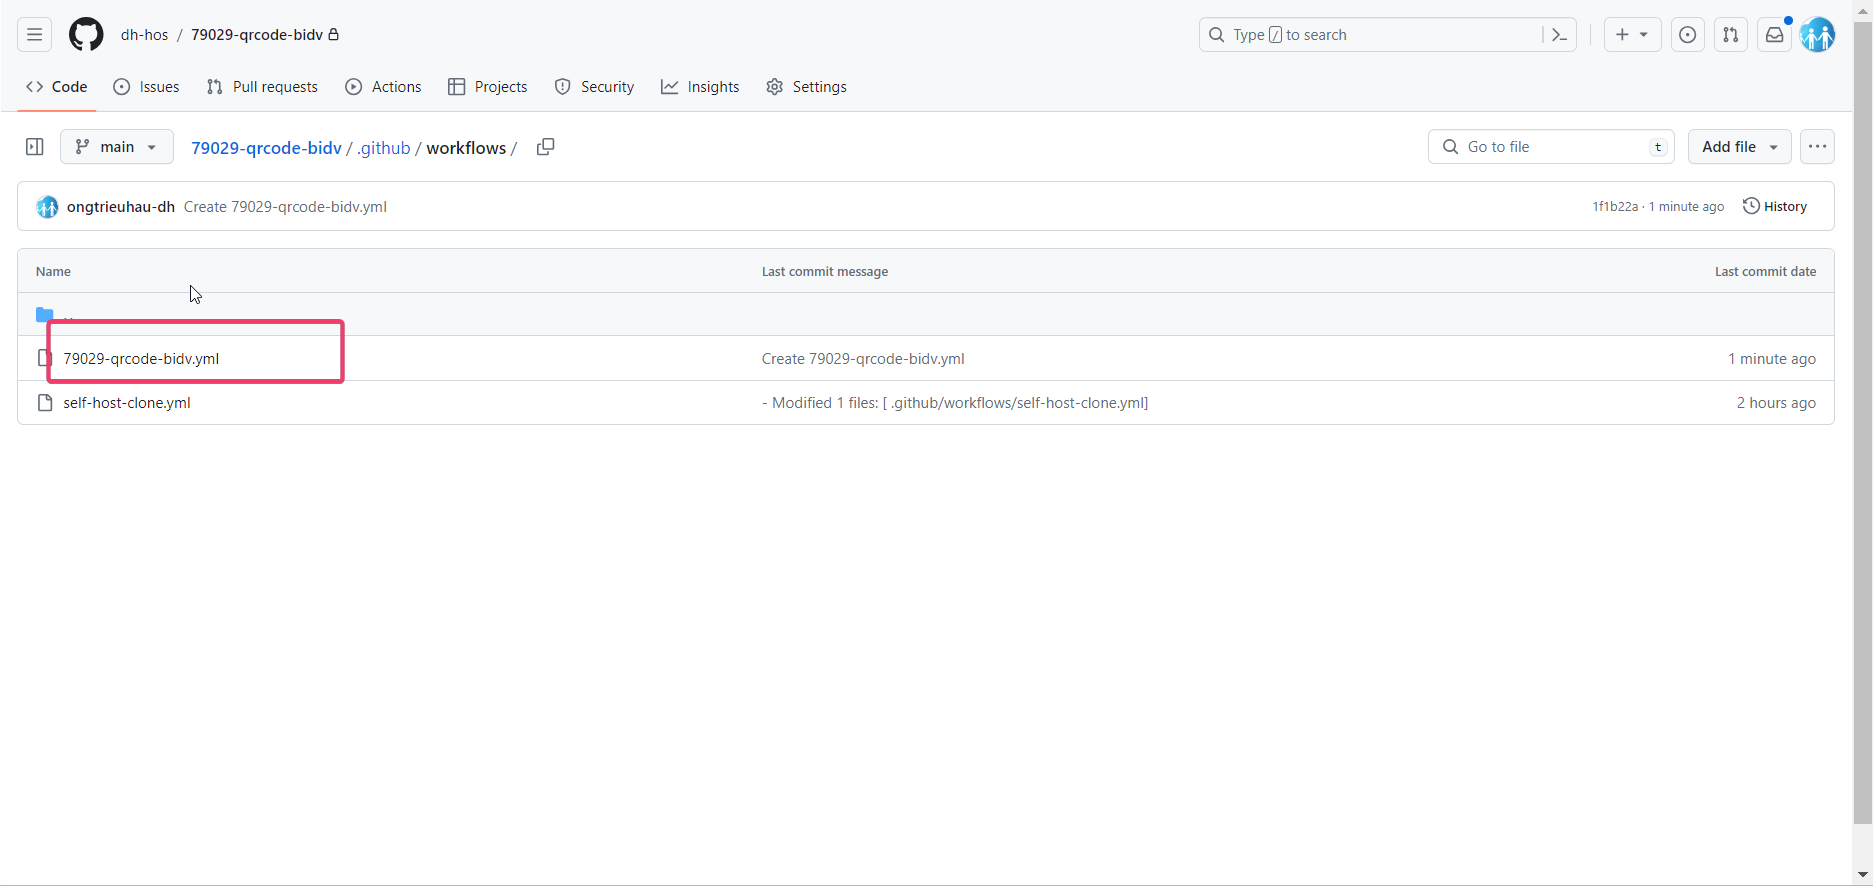 dh-hos / 79029-qrcode-bidv Type / to search
Code Issues Pull requests Actions Projects Security Insights Settings
main 79029-qrcode-bidv / .github / workflows / Go to file t Add file
ongtrieuhau-dh Create 79029-qrcode-bidv.yml 1f1b22a · 1 minute ago History
Name Last commit message Last commit date
..
79029-qrcode-bidv.yml Create 79029-qrcode-bidv.yml 1 minute ago
self-host-clone.yml - Modified 1 files: [ .github/workflows/self-host-clone.yml] 2 hours ago